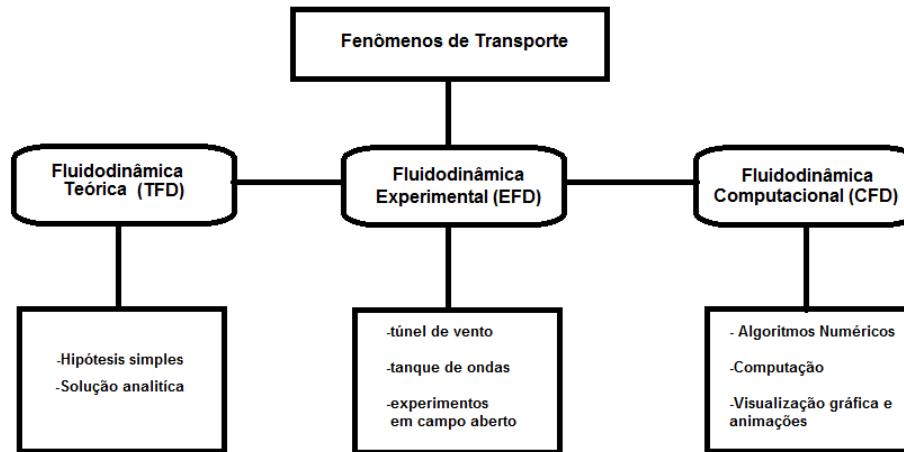 Fenômenos de Transporte
Fluidodinâmica
Teórica (TFD)
Fluidodinâmica
Experimental (EFD)
Fluidodinâmica
Computacional (CFD)
-Hipótesis simples
-Solução analitíca
-túnel de vento
-tanque de ondas
-experimentos
em campo aberto
- Algoritmos Numéricos
-Computação
-Visualização gráfica e
animações